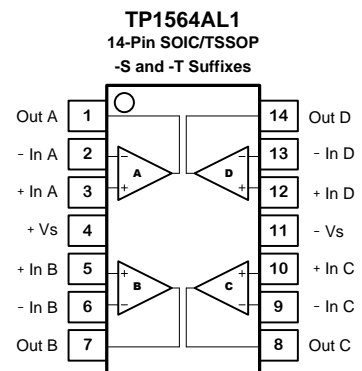 TP1564AL1
14-Pin SOIC/TSSOP
-S and -T Suffixes
Out A 1 14 Out D
- In A 2 - - 13 - In D
+ In A 3 + A D + 12 + In D
+ Vs 4 11 - Vs
+ In B 5 + + 10 + In C
- In B 6 - B C - 9 - In C
Out B 7 8 Out C